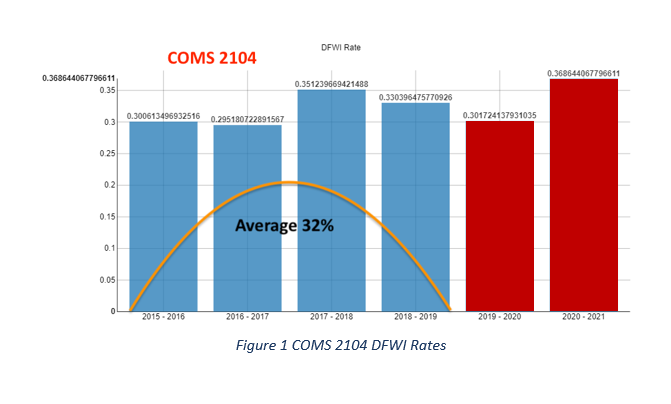 DFWI Rate
COMS 2104
0.368644067796611
0.368644067796611
0.351239669421488
0.35
0.330396475770926
0.300613496932516
0.295180722891567
0.301724137931035
0.3
0.25
0.2
0.15
Average 32%
0.1
0.05
0
2015 - 2016
2016 - 2017
2017 - 2018
2018 - 2019
2019 - 2020
2020 - 2021
Figure 1 COMS 2104 DFWI Rates